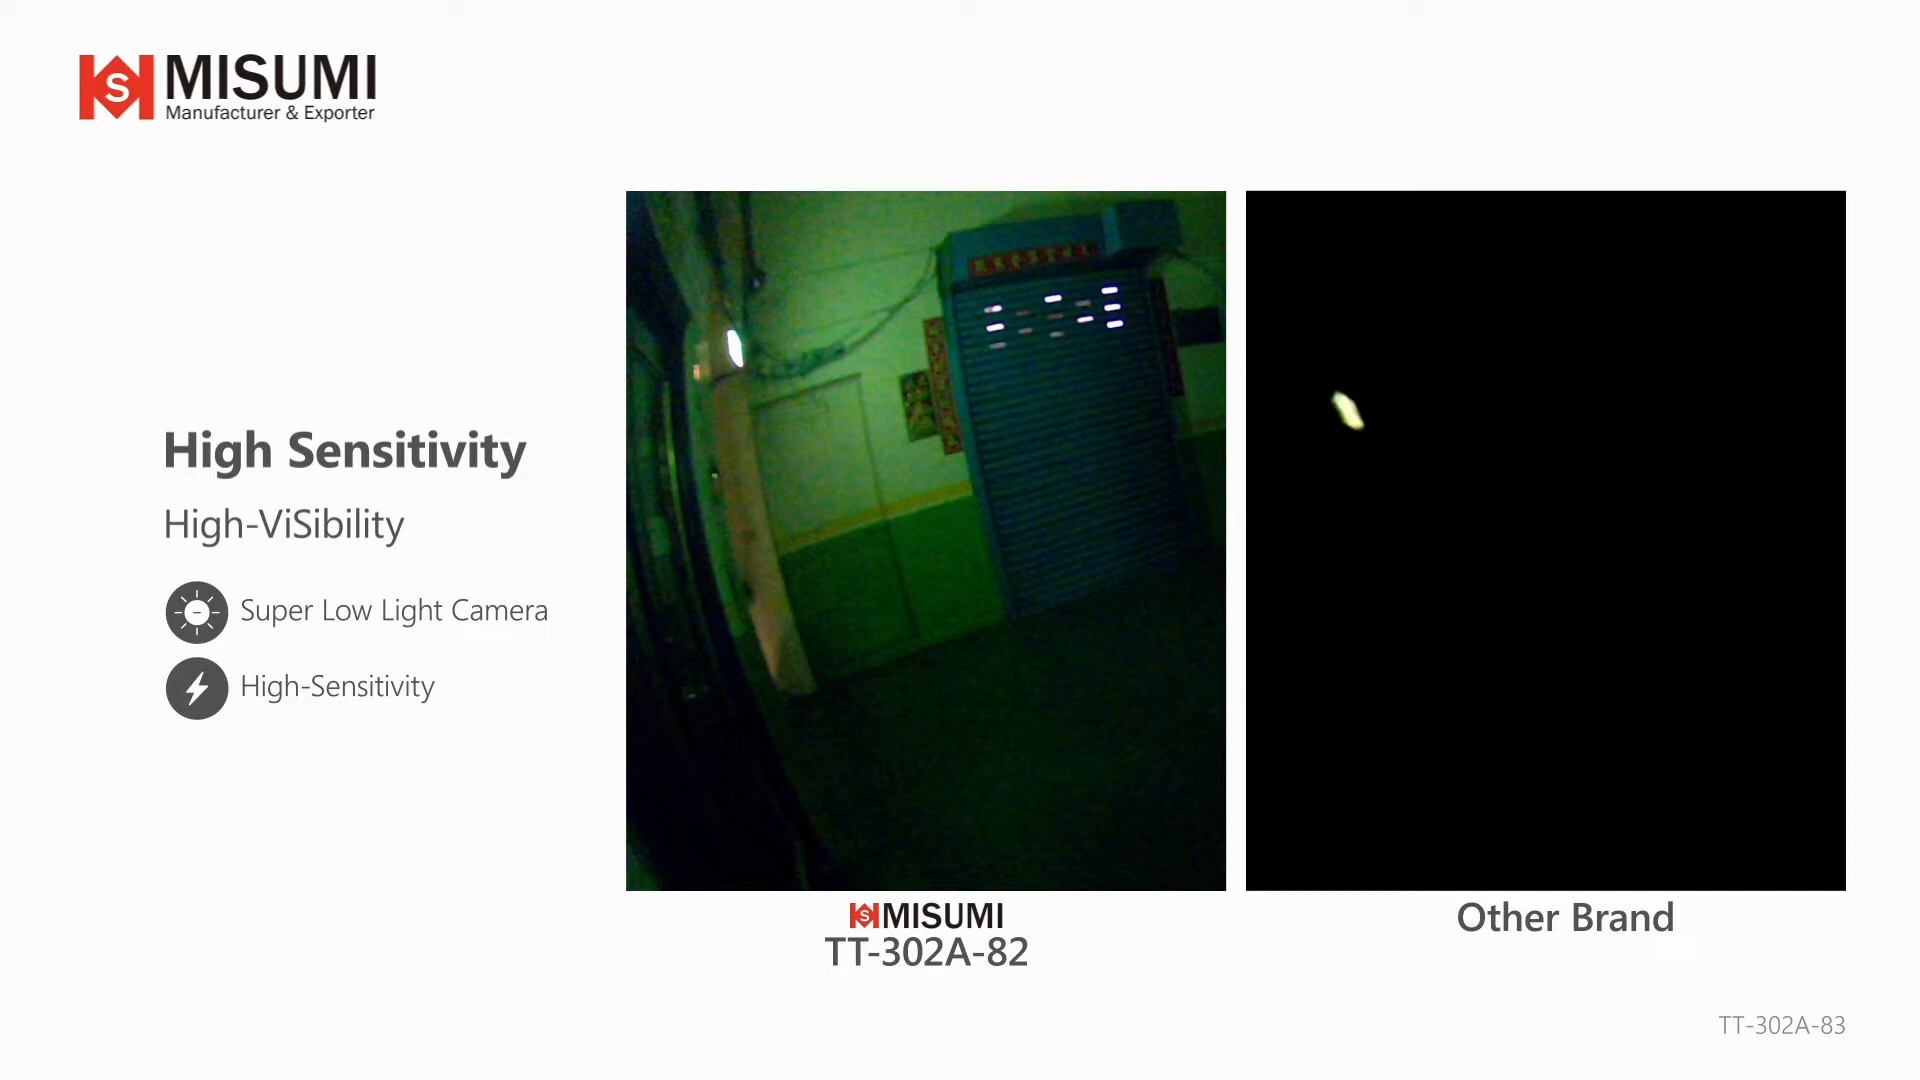 S MISUMI
Manufacturer & Exporter
High Sensitivity
High-ViSibility
Super Low Light Camera
High-Sensitivity
S MISUMI
TT-302A-82
Other Brand
TT-302A-83